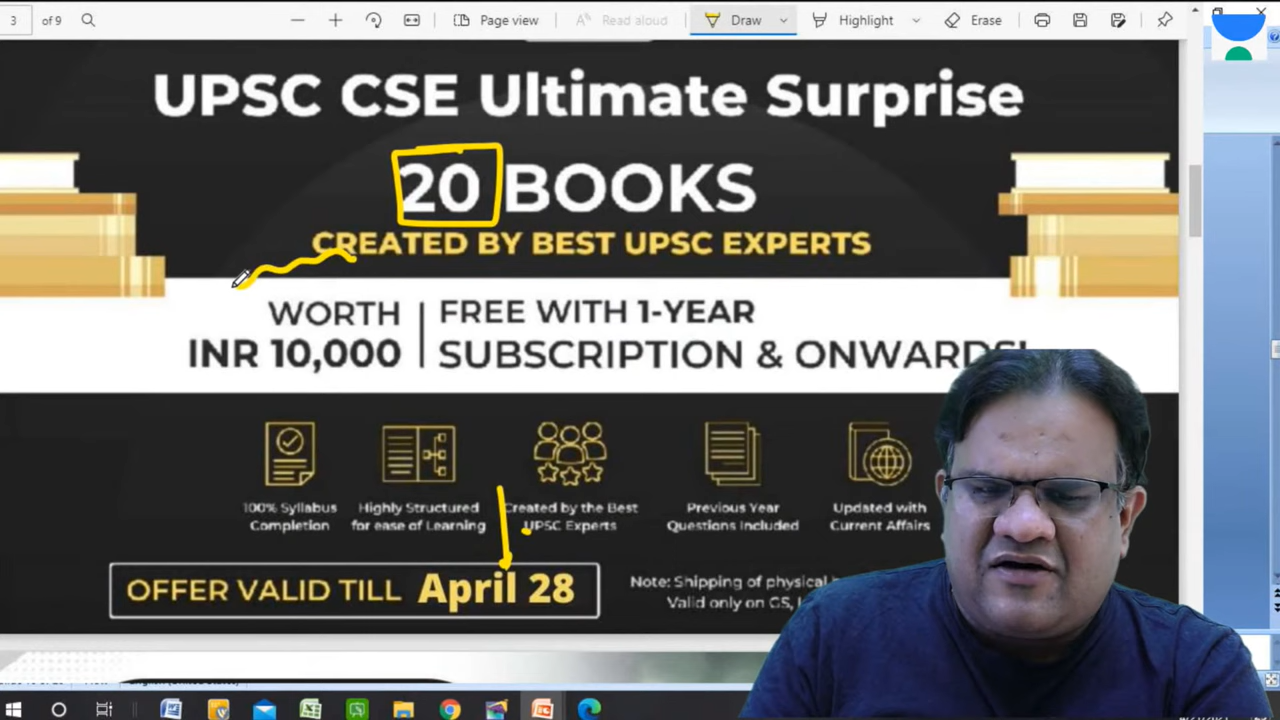 3 of 9
Page view
Read aloud
Draw
Highlight
Erase
UPSC CSE Ultimate Surprise
20 BOOKS
CREATED BY BEST UPSC EXPERTS
WORTH
INR 10,000
FREE WITH 1-YEAR
SUBSCRIPTION & ONWARDS!
100% Syllabus
Completion
Highly Structured
for ease of Learning
Created by the Best
UPSC Experts
Previous Year
Questions Included
Updated with
Current Affairs
OFFER VALID TILL April 28
Note: Shipping of physical
Valid only on GS,